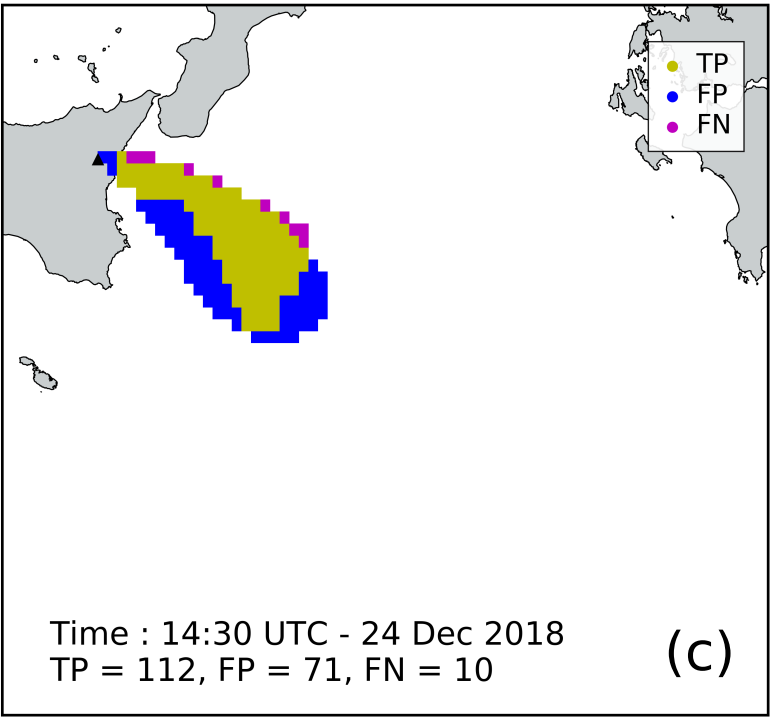 TP
FP
FN
Time : 14:30 UTC - 24 Dec 2018
TP = 112, FP = 71, FN = 10
(c)